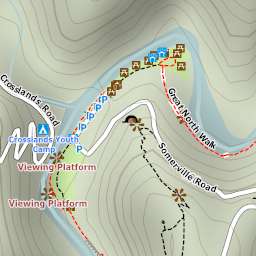 Crosslands Road
Great North Walk
Crosslands Youth
Camp
Viewing Platform
Somerville Road
Viewing Platform
P
P
P
P
P
P